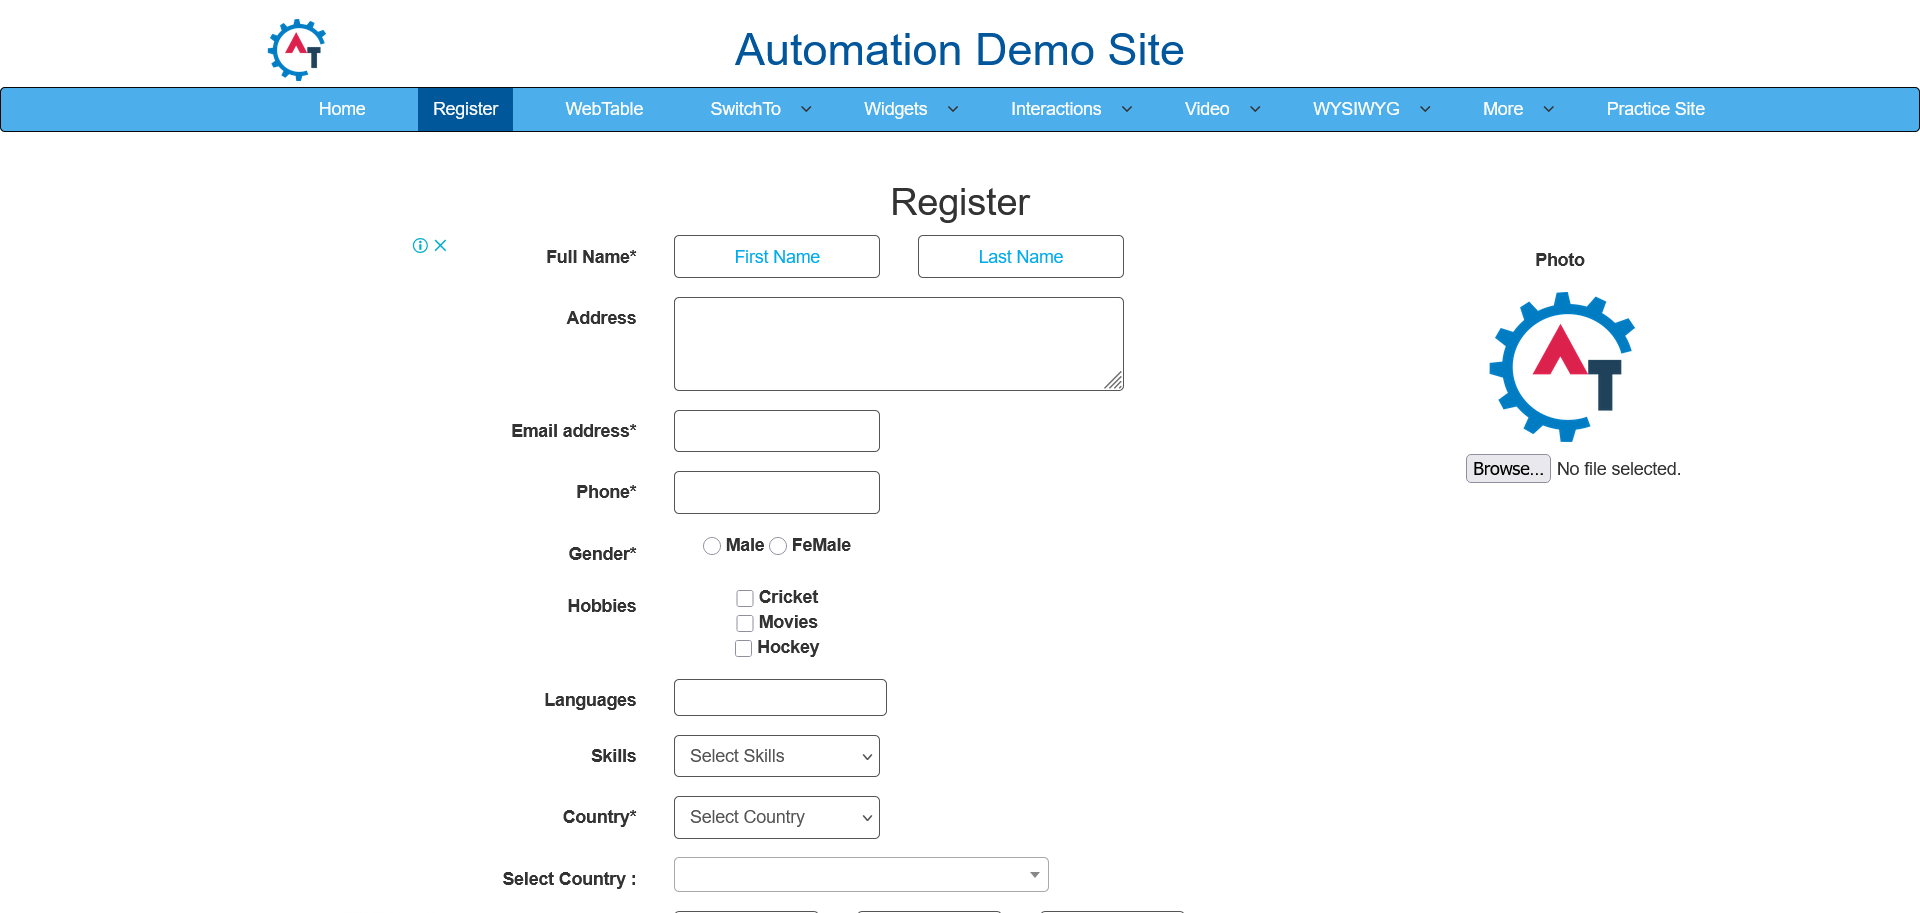 AT
Automation Demo Site
Home Register WebTable SwitchTo Widgets Interactions Video WYSIWYG More Practice Site
Register
Full Name* First Name Last Name
Photo
Address
AT
Email address*
Browse... No file selected.
Phone*
Gender* Male FeMale
Hobbies Cricket
Movies
Hockey
Languages
Skills Select Skills
Country* Select Country
Select Country :